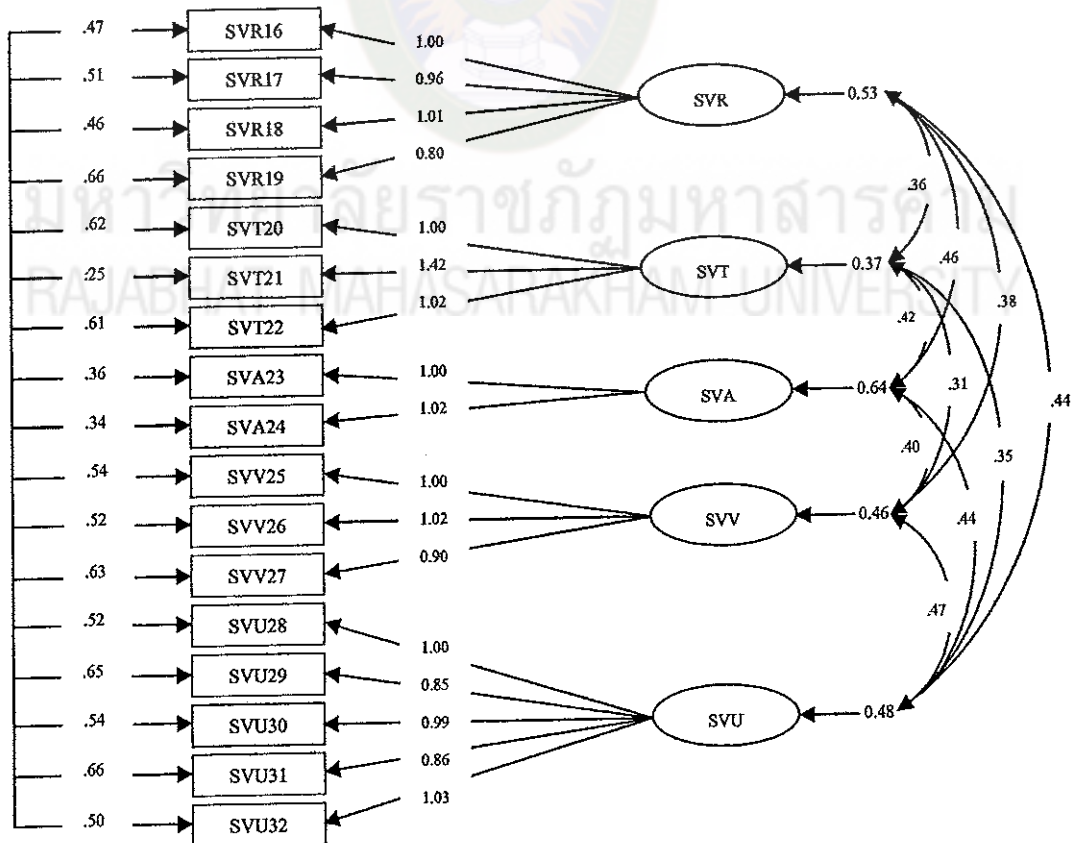 .47 SVR16 1.00
.51 SVR17 0.96
.46 SVR18 1.01
.66 SVR19 0.80
SVR 0.53
มหาวิทยาลัยราชภัฏมหาสารคาม
RAJABHAT MAHASARAKHAM UNIVERSITY
.62 SVT20 1.00
.25 SVT21 1.42
.61 SVT22 1.02
SVT 0.37
.36 SVA23 1.00
.34 SVA24 1.02
SVA 0.64
.54 SVV25 1.00
.52 SVV26 1.02
.63 SVV27 0.90
SVV 0.46
.52 SVU28 1.00
.65 SVU29 0.85
.54 SVU30 0.99
.66 SVU31 0.86
.50 SVU32 1.03
SVU 0.48
.36
.46
.38
.42
.31
.44
.40
.35
.44
.47